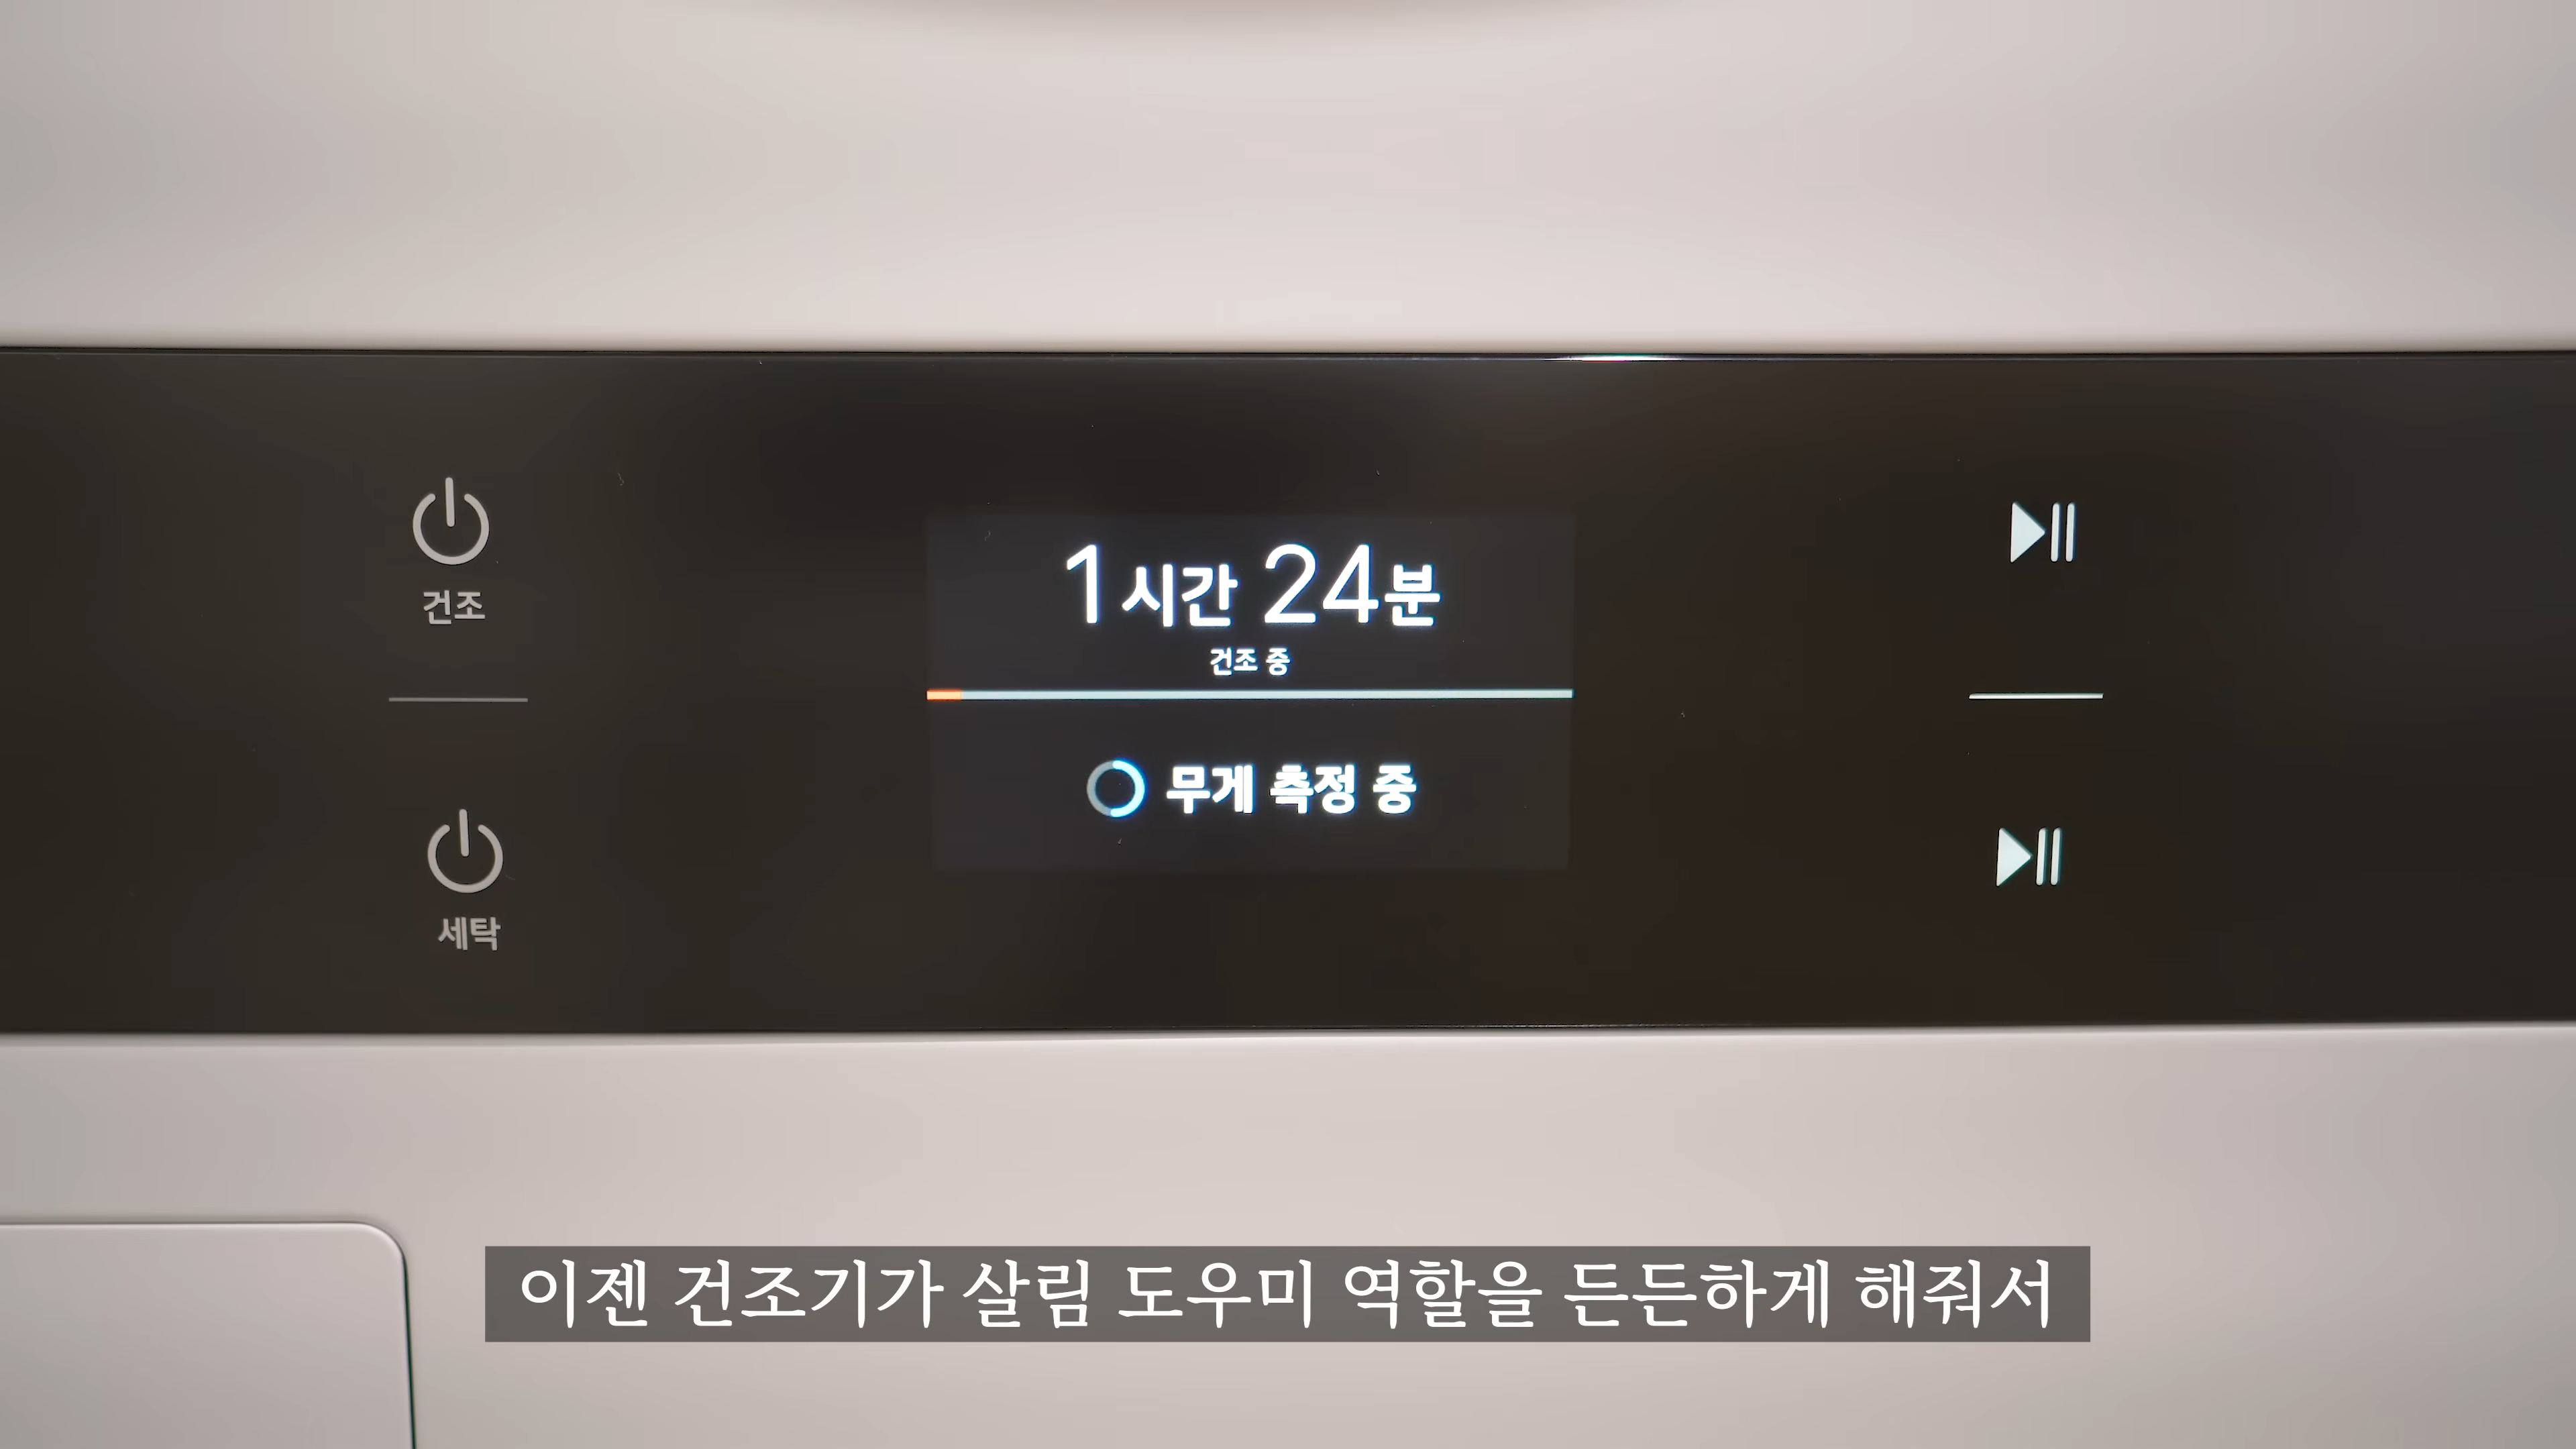 건조
1시간 24분
건조 중
무게 측정 중
세탁
이젠 건조기가 살림 도우미 역할을 든든하게 해줘서